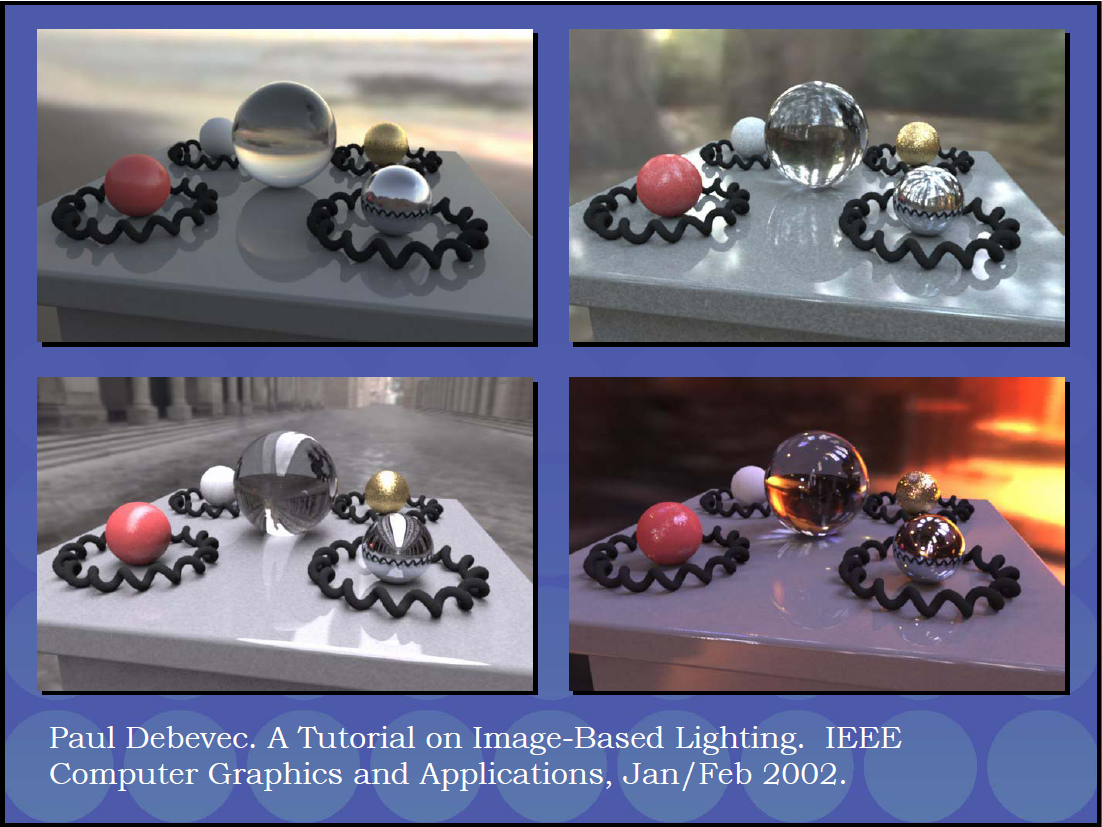 Paul Debevec. A Tutorial on Image-Based Lighting. IEEE
Computer Graphics and Applications, Jan/Feb 2002.